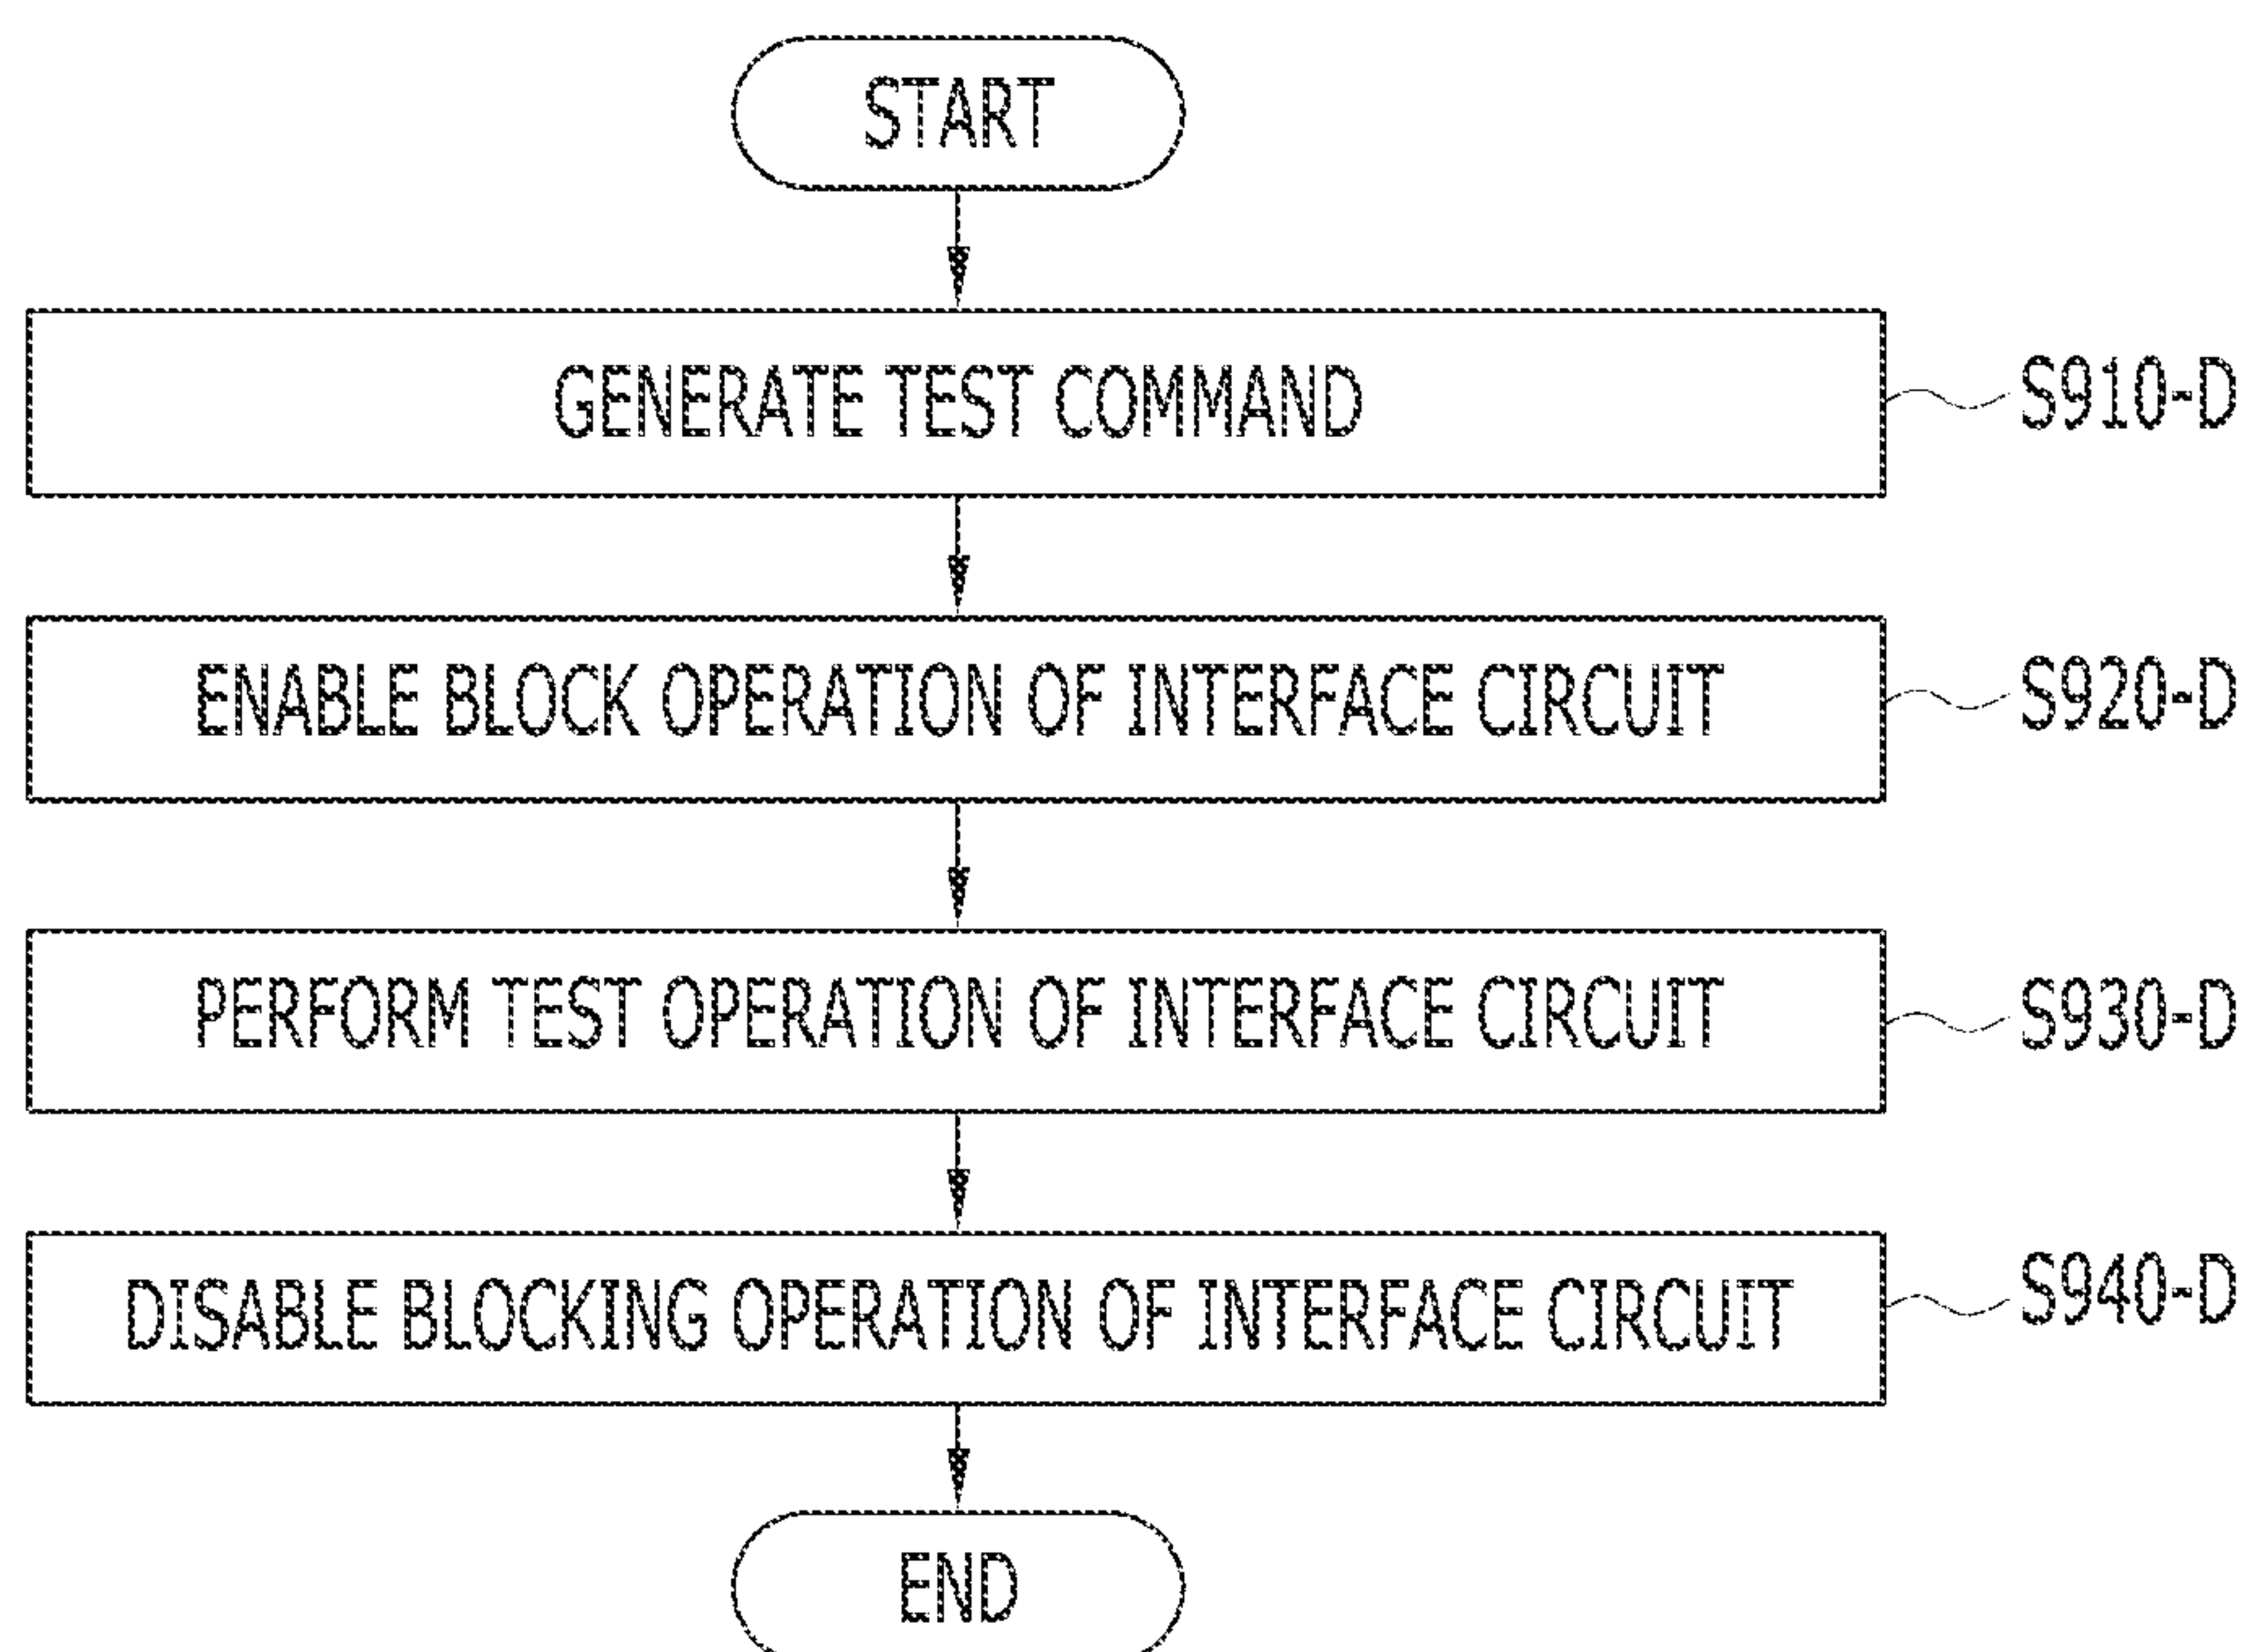 START
GENERATE TEST COMMAND
S910-D
ENABLE BLOCK OPERATION OF INTERFACE CIRCUIT
S920-D
PERFORM TEST OPERATION OF INTERFACE CIRCUIT
S930-D
DISABLE BLOCKING OPERATION OF INTERFACE CIRCUIT
S940-D
END